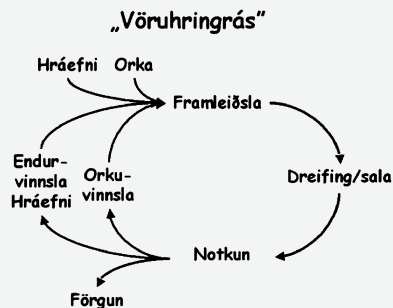 „Vöruhringrás”
Hráefni Orka
Framleiðsla
Endur-
vinnsla
Hráefni
Orku-
vinnsla
Dreifing/sala
Notkun
Förgun